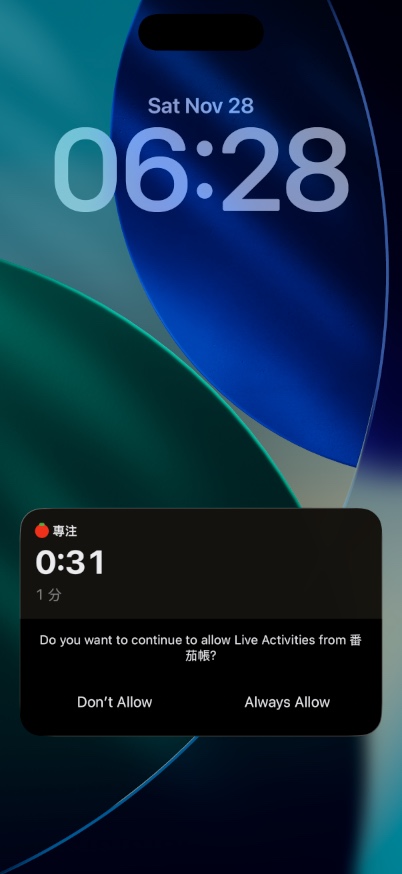 Sat Nov 28
06:28
專注
0:31
1 分
Do you want to continue to allow Live Activities from 番
茄帳?
Don’t Allow
Always Allow